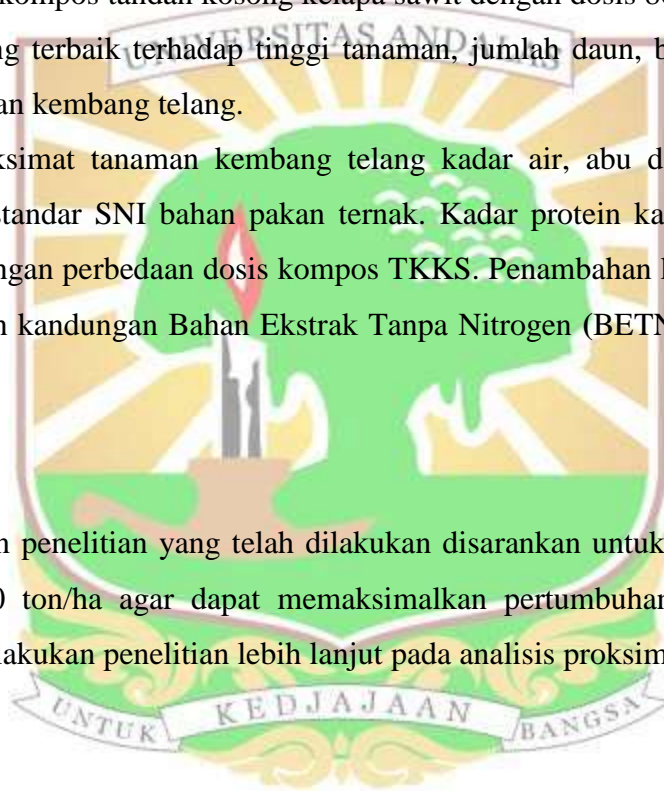 kompos tandan kosong kelapa sawit dengan dosis
ng terbaik terhadap tinggi tanaman, jumlah daun, b
UNIVERSITAS ANDALAS
an kembang telang.
ksimat tanaman kembang telang kadar air, abu d
standar SNI bahan pakan ternak. Kadar protein ka
ngan perbedaan dosis kompos TKKS. Penambahan
n kandungan Bahan Ekstrak Tanpa Nitrogen (BETN
n penelitian yang telah dilakukan disarankan untuk
0 ton/ha agar dapat memaksimalkan pertumbuhan
lakukan penelitian lebih lanjut pada analisis proksim
UNTUK KEDJAJAAN BANGSA